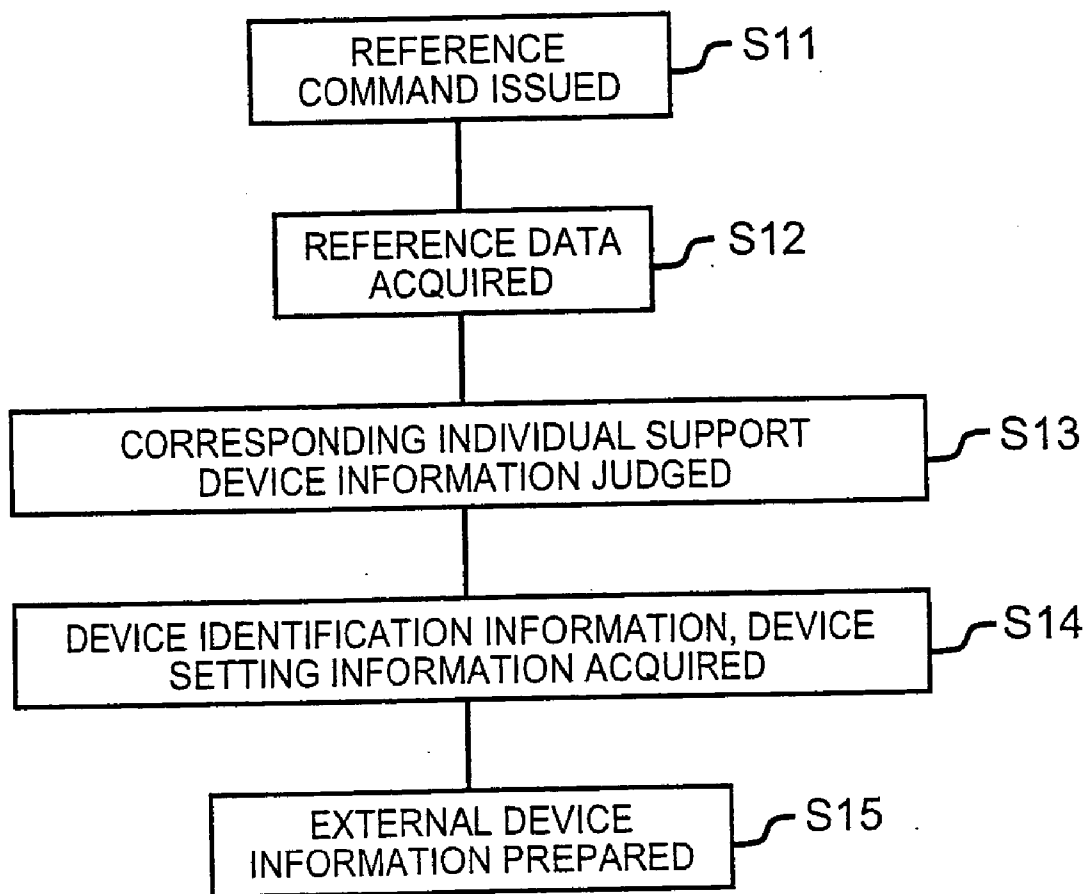 REFERENCE
COMMAND ISSUED
S11
REFERENCE DATA
ACQUIRED
S12
CORRESPONDING INDIVIDUAL SUPPORT
DEVICE INFORMATION JUDGED
S13
DEVICE IDENTIFICATION INFORMATION, DEVICE
SETTING INFORMATION ACQUIRED
S14
EXTERNAL DEVICE
INFORMATION PREPARED
S15